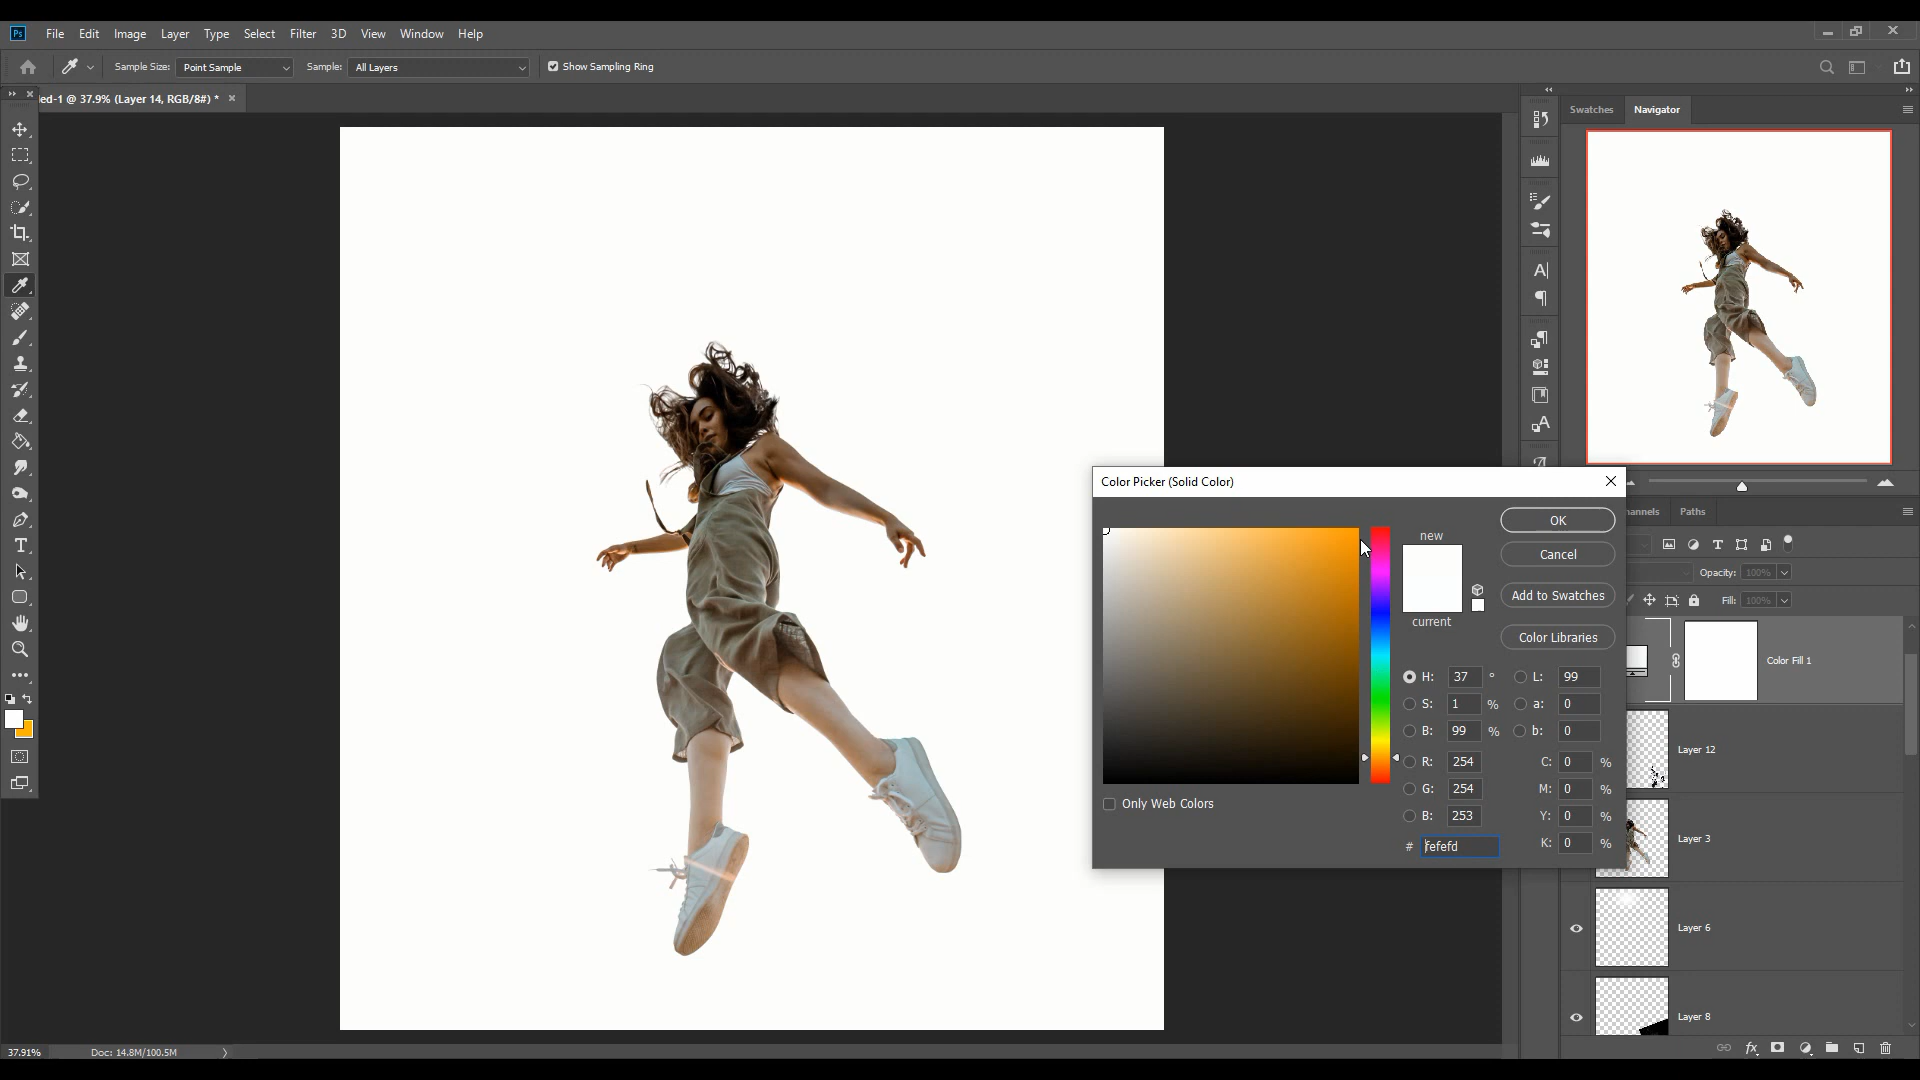 Ps File Edit Image Layer Type Select Filter 3D View Window Help
Sample Size: Point Sample Sample: All Layers Show Sampling Ring
led-1 @ 37.9% (Layer 14, RGB/8#) *
Swatches Navigator
Color Picker (Solid Color)
annels Paths
new
OK
Cancel
Opacity: 100%
Add to Swatches
Fill: 100%
current
Color Libraries
Color Fill 1
H: 37 ° L: 99
S: 1 % a: 0
B: 99 % b: 0
R: 254 C: 0 %
G: 254 M: 0 %
B: 253 Y: 0 %
# fefefd K: 0 %
Only Web Colors
Layer 12
Layer 3
Layer 6
Layer 8
37.91% Doc: 14.8M/100.5M